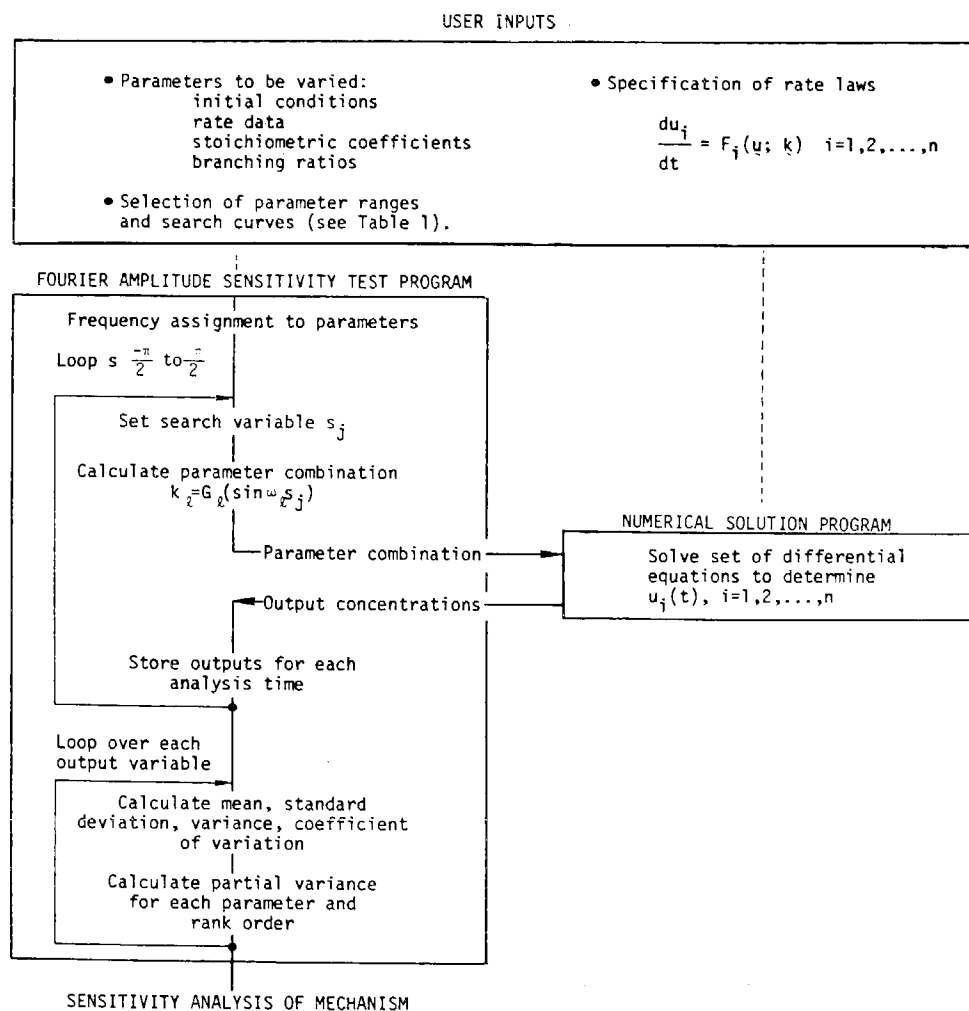 USER INPUTS
• Parameters to be varied:
initial conditions
rate data
stoichiometric coefficients
branching ratios
• Selection of parameter ranges
and search curves (see Table 1).
• Specification of rate laws
du_i/dt = F_i(u; k) i=1,2,...,n
FOURIER AMPLITUDE SENSITIVITY TEST PROGRAM
Frequency assignment to parameters
Loop s -π/2 to π/2
Set search variable s_j
Calculate parameter combination
k_ℓ=G_ℓ(sin ω_ℓ s_j)
Parameter combination
Output concentrations
Store outputs for each
analysis time
NUMERICAL SOLUTION PROGRAM
Solve set of differential
equations to determine
u_i(t), i=1,2,...,n
Loop over each
output variable
Calculate mean, standard
deviation, variance, coefficient
of variation
Calculate partial variance
for each parameter and
rank order
SENSITIVITY ANALYSIS OF MECHANISM